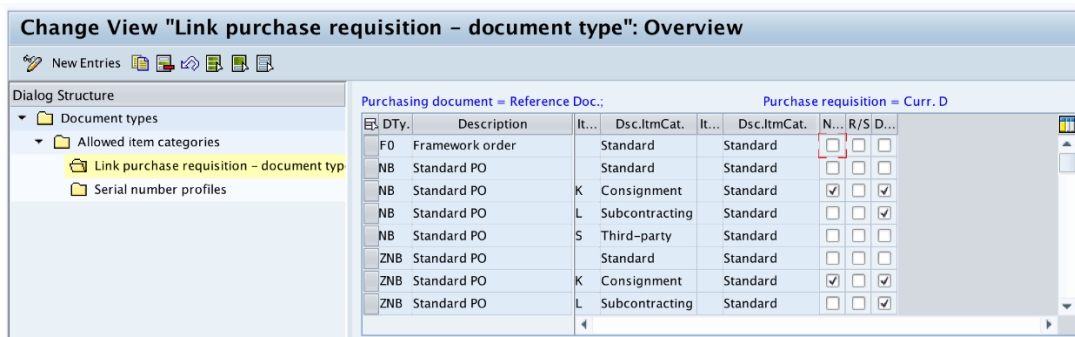 Change View "Link purchase requisition – document type": Overview
New Entries
Dialog Structure
Document types
Allowed item categories
Link purchase requisition – document typ
Serial number profiles
Purchasing document = Reference Doc.; Purchase requisition = Curr. D
DTy. Description It... Dsc.ItmCat. It... Dsc.ItmCat. N... R/S D...
FO Framework order Standard Standard
NB Standard PO Standard Standard
NB Standard PO K Consignment Standard
NB Standard PO L Subcontracting Standard
NB Standard PO S Third-party Standard
ZNB Standard PO Standard Standard
ZNB Standard PO K Consignment Standard
ZNB Standard PO L Subcontracting Standard